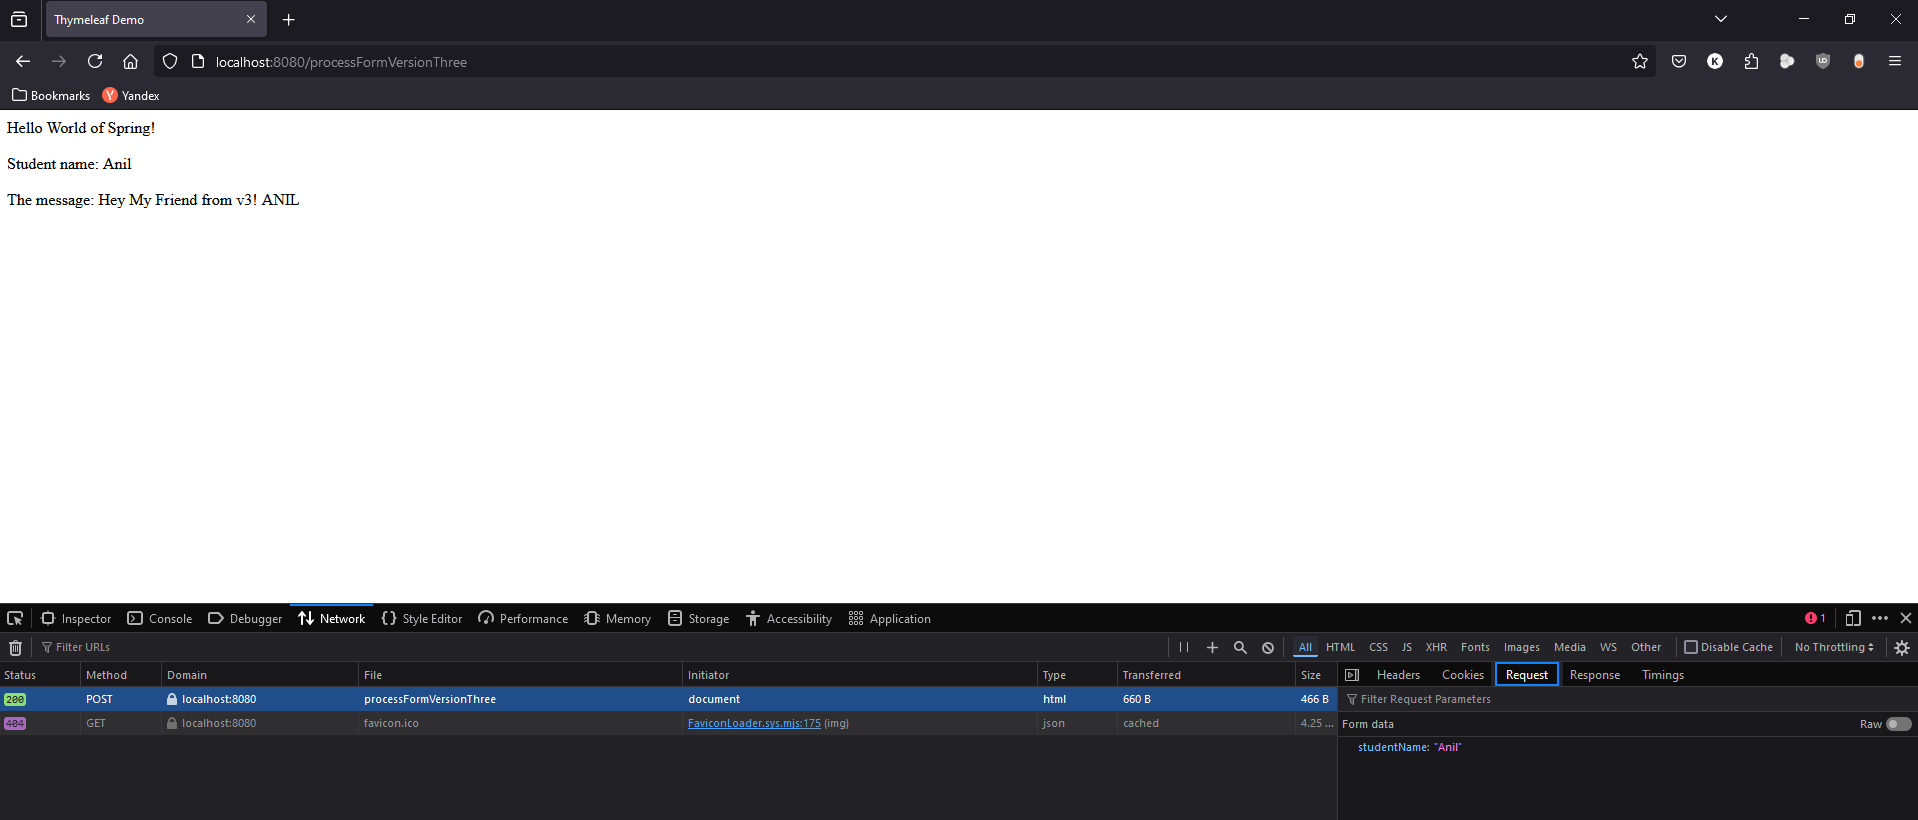 Thymeleaf Demo
localhost:8080/processFormVersionThree
Bookmarks Yandex
Hello World of Spring!
Student name: Anil
The message: Hey My Friend from v3! ANIL
Inspector Console Debugger Network Style Editor Performance Memory Storage Accessibility Application 1
Filter URLs All HTML CSS JS XHR Fonts Images Media WS Other Disable Cache No Throttling
Status Method Domain File Initiator Type Transferred Size Headers Cookies Request Response Timings
200 POST localhost:8080 processFormVersionThree document html 660 B 466 B Filter Request Parameters
404 GET localhost:8080 favicon.ico FaviconLoader.sys.mjs:175 (img) json cached 4.25 ... Form data Raw
studentName: "Anil"